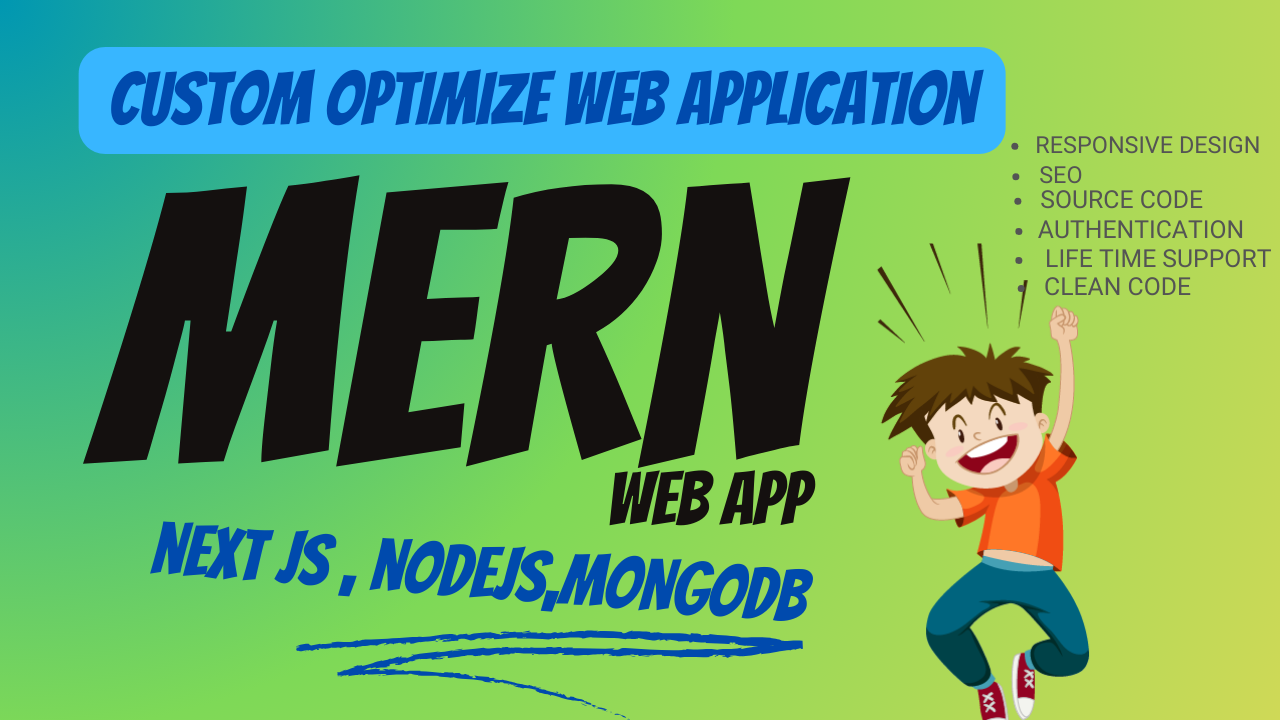 CUSTOM OPTIMIZE WEB APPLICATION
• RESPONSIVE DESIGN
• SEO
• SOURCE CODE
• AUTHENTICATION
• LIFE TIME SUPPORT
• CLEAN CODE
MERN
WEB APP
NEXT JS , NODEJS,MONGODB